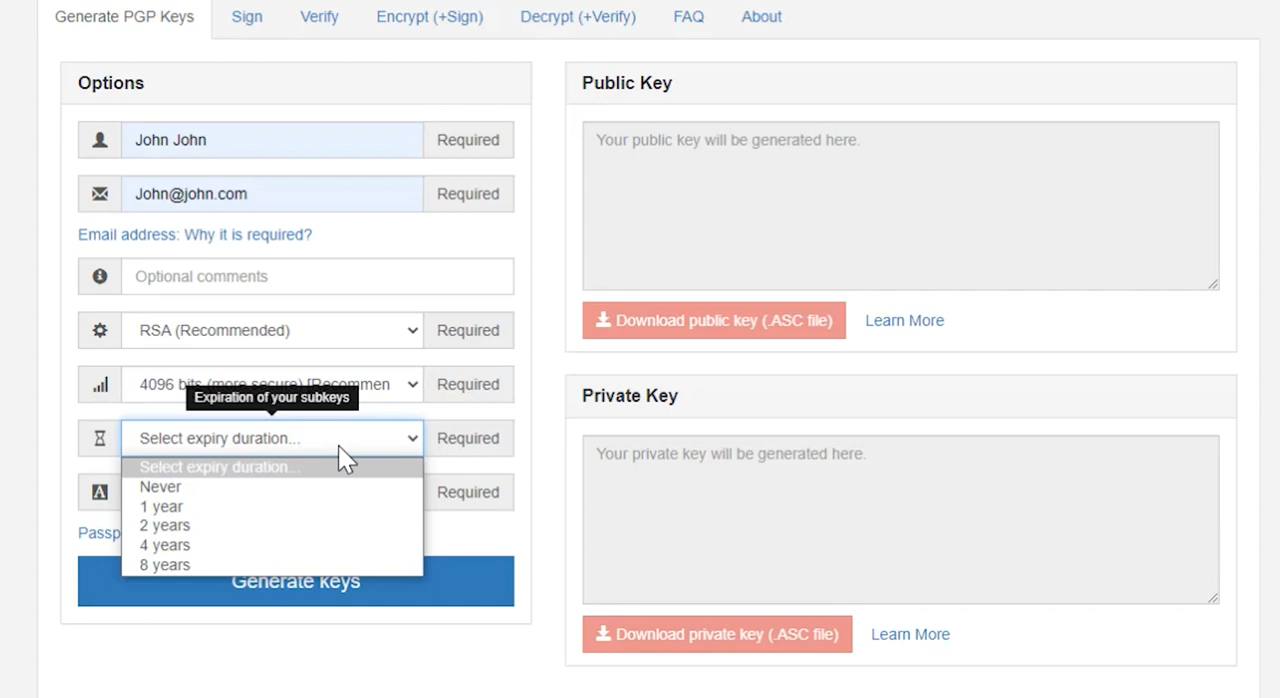 Generate PGP Keys Sign Verify Encrypt (+Sign) Decrypt (+Verify) FAQ About
Options
John John Required
John@john.com Required
Email address: Why it is required?
Optional comments
RSA (Recommended) Required
4096 bits (more secure) [Recommen Required
Expiration of your subkeys
Select expiry duration... Required
Select expiry duration...
Never
1 year
2 years
4 years
8 years
A Required
Passp
Generate keys
Public Key
Your public key will be generated here.
Download public key (.ASC file) Learn More
Private Key
Your private key will be generated here.
Download private key (.ASC file) Learn More